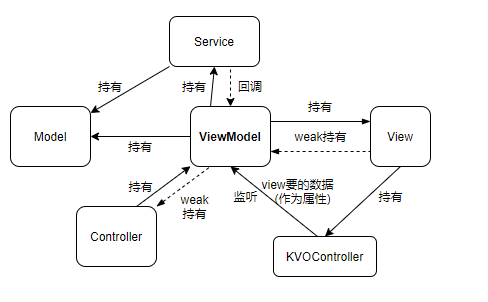 Service
持有
持有
回调
持有
Model
ViewModel
View
weak持有
持有
持有
weak
持有
监听
view要的数据
(作为属性)
持有
Controller
KVOController